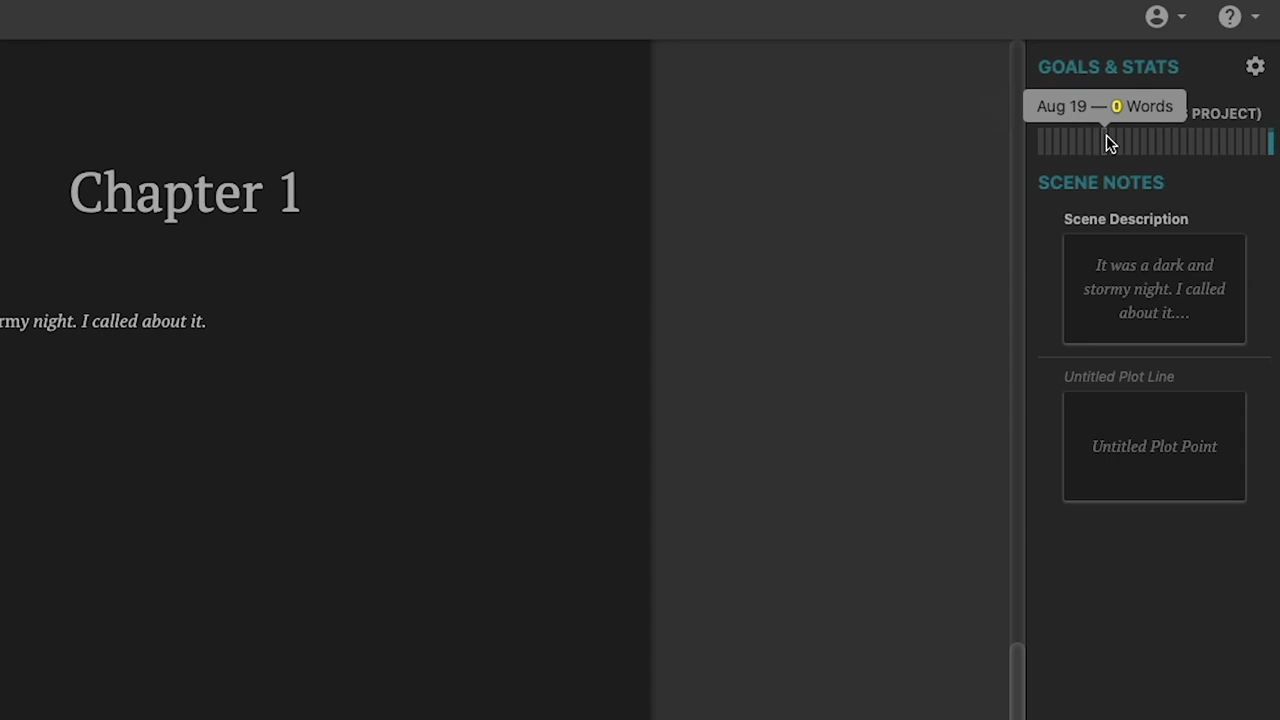 GOALS & STATS
Aug 19 — 0 Words
PROJECT)
Chapter 1
SCENE NOTES
Scene Description
It was a dark and
stormy night. I called
about it....
rmy night. I called about it.
Untitled Plot Line
Untitled Plot Point